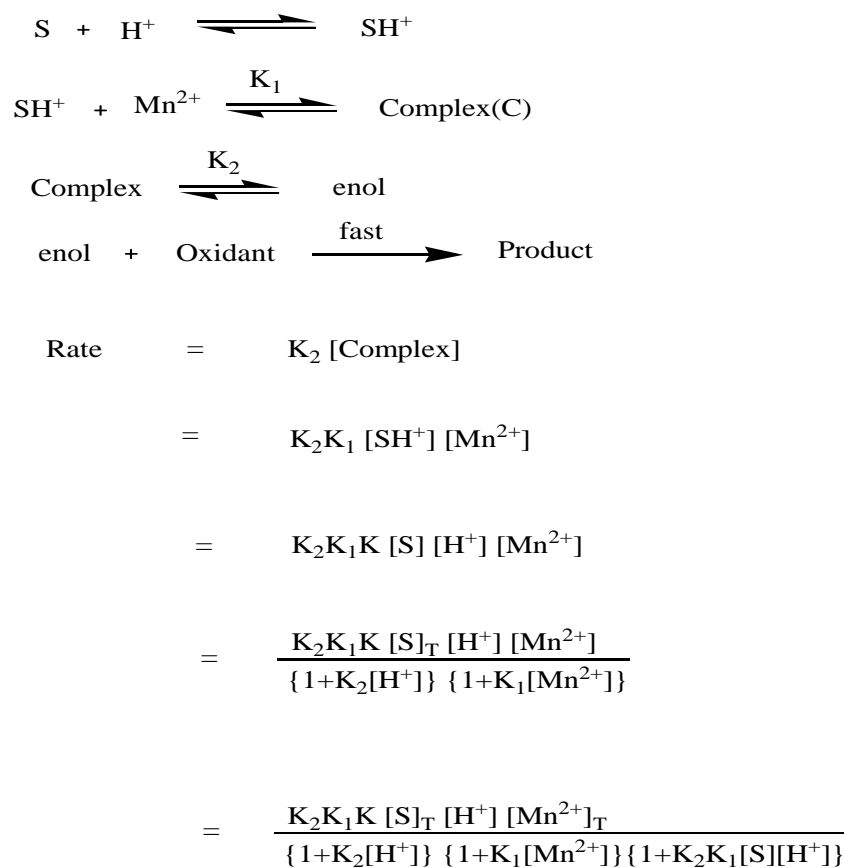 S + H⁺ ⇌ SH⁺
K₁
SH⁺ + Mn²⁺ ⇌ Complex(C)
K₂
Complex ⇌ enol
fast
enol + Oxidant → Product
Rate = K₂ [Complex]
= K₂K₁ [SH⁺] [Mn²⁺]
= K₂K₁K [S] [H⁺] [Mn²⁺]
K₂K₁K [S]T [H⁺] [Mn²⁺]
=
{1+K₂[H⁺]} {1+K₁[Mn²⁺]}
K₂K₁K [S]T [H⁺] [Mn²⁺]T
=
{1+K₂[H⁺]} {1+K₁[Mn²⁺]}{1+K₂K₁[S][H⁺]}